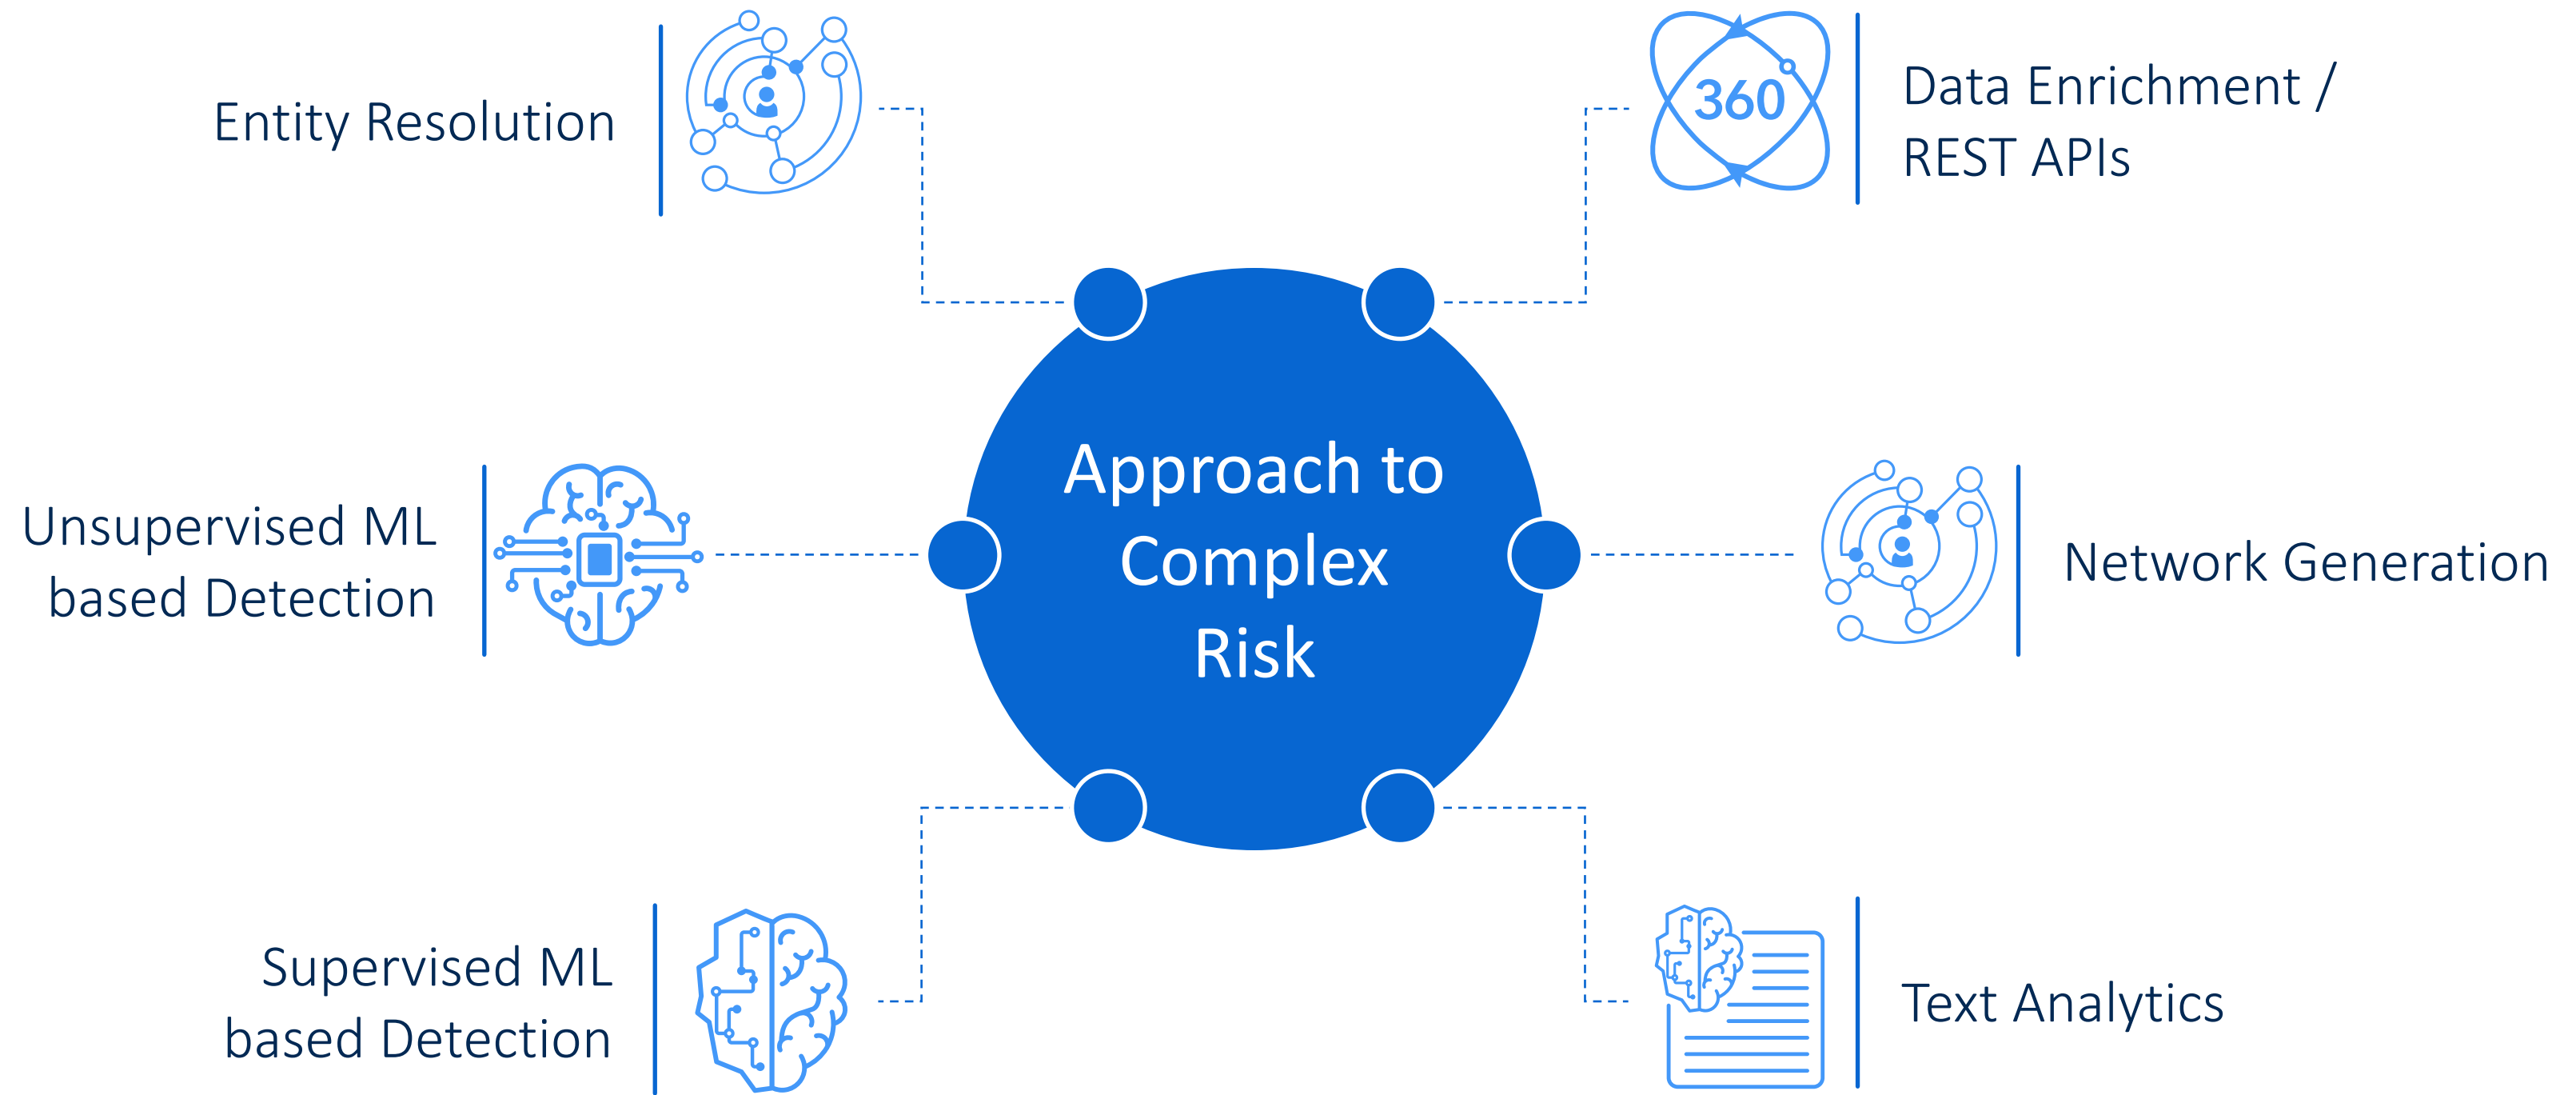 Entity Resolution
360
Data Enrichment /
REST APIs
Unsupervised ML
based Detection
Approach to
Complex
Risk
Network Generation
Supervised ML
based Detection
Text Analytics